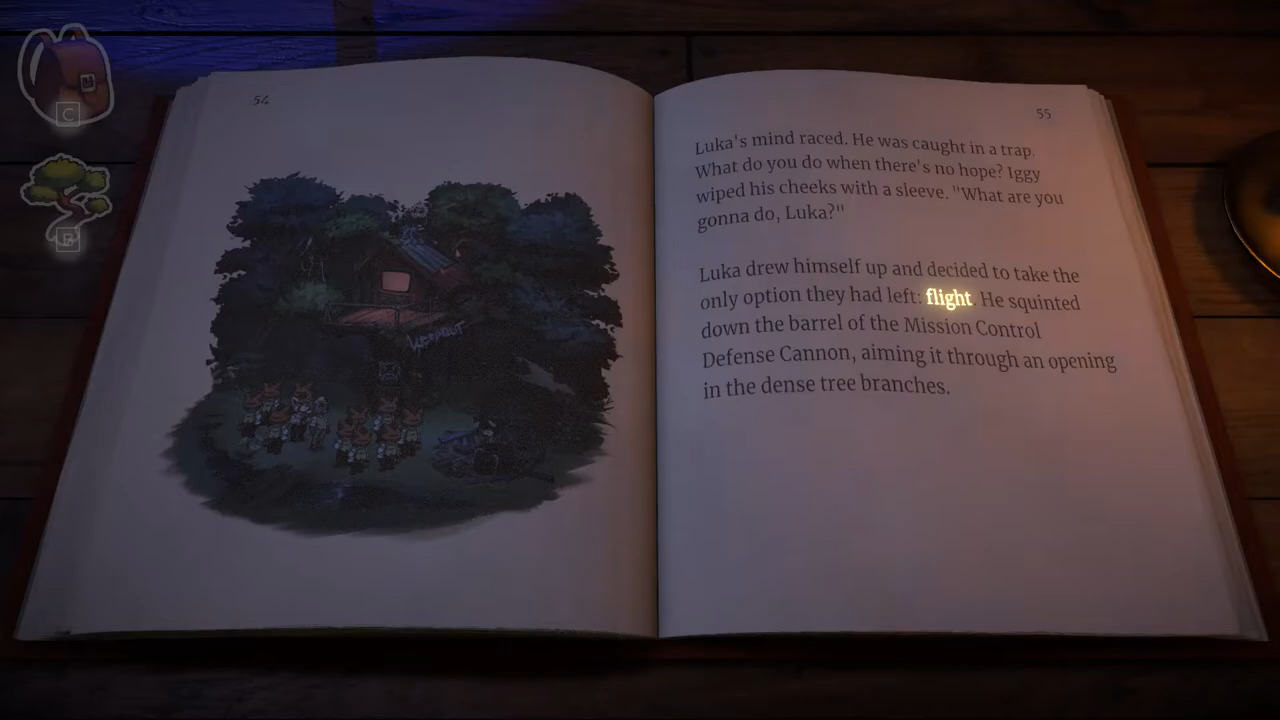 54
55
Luka's mind raced. He was caught in a trap.
What do you do when there's no hope? Iggy
wiped his cheeks with a sleeve. "What are you
gonna do, Luka?"
Luka drew himself up and decided to take the
only option they had left: flight. He squinted
down the barrel of the Mission Control
Defense Cannon, aiming it through an opening
in the dense tree branches.
C
B